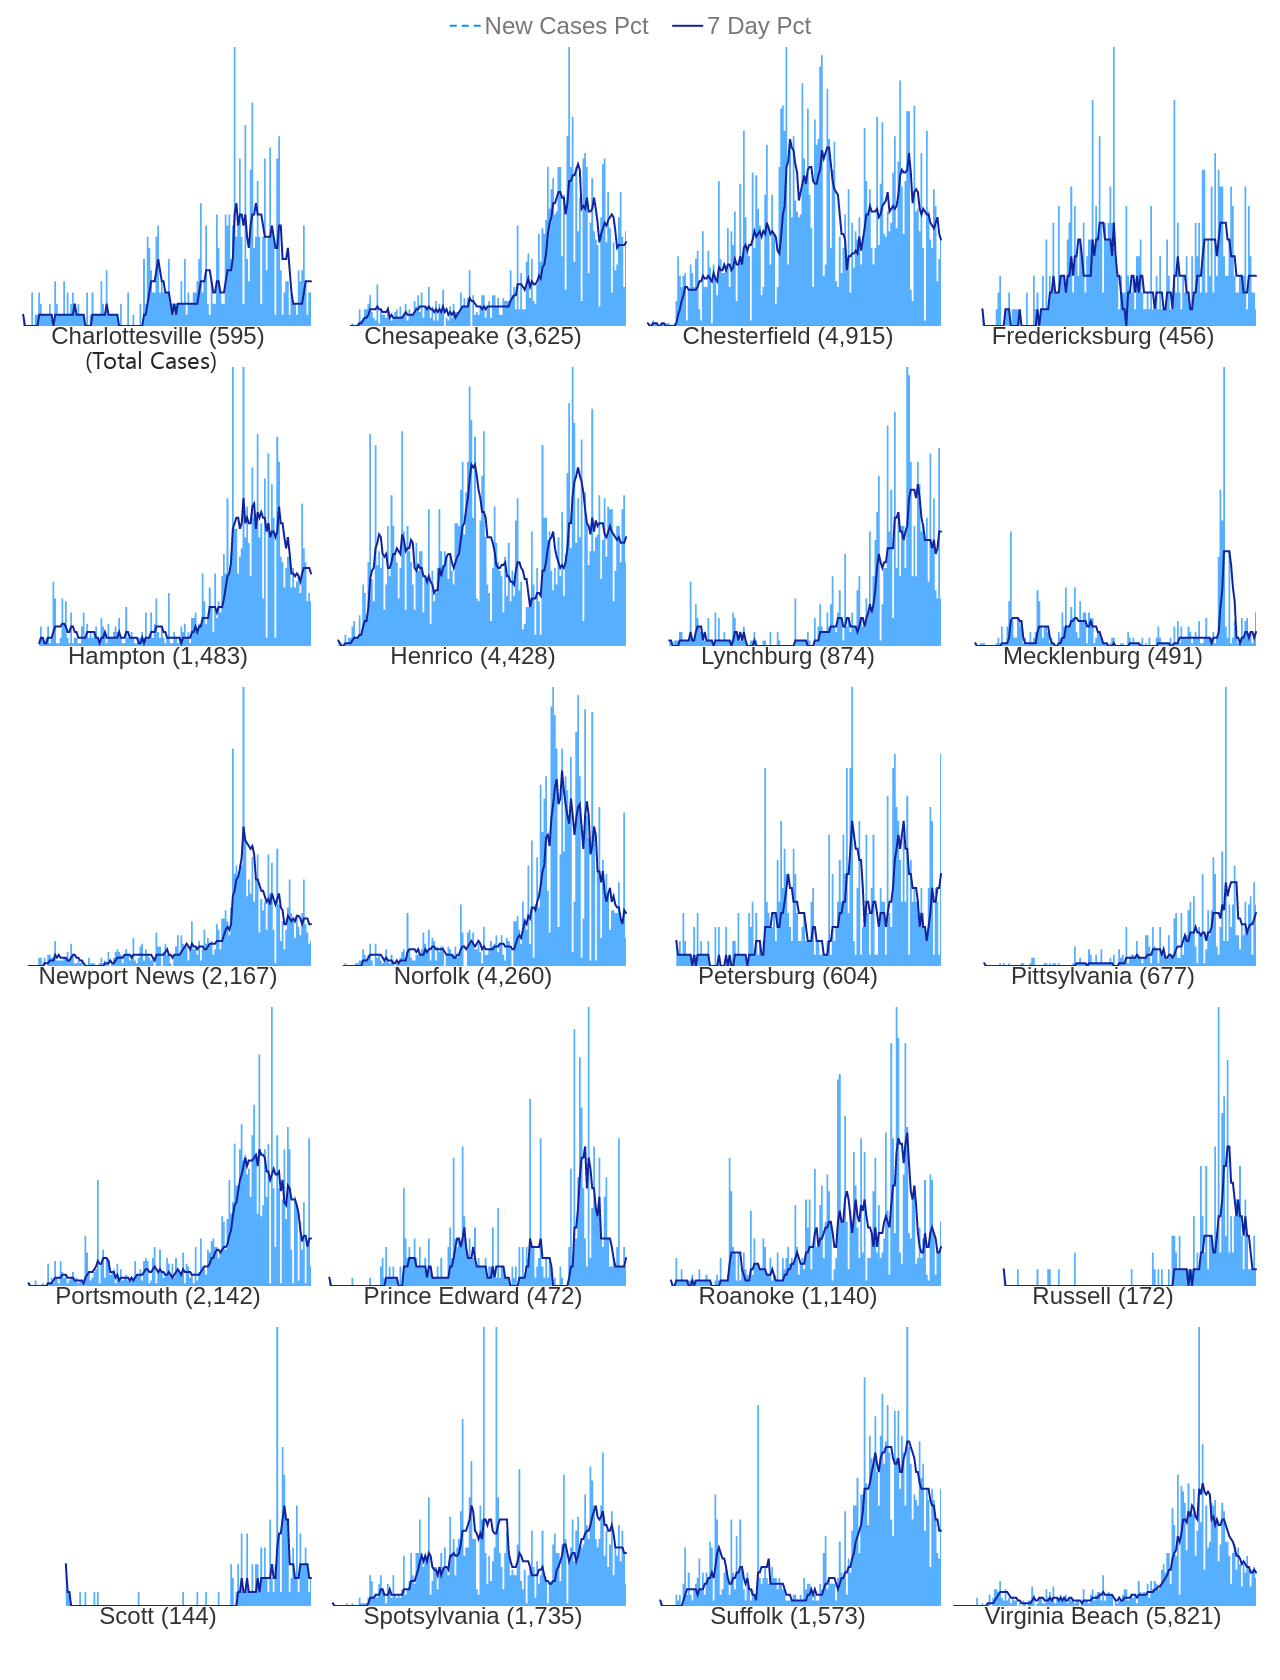 New Cases Pct 7 Day Pct
Charlottesville (595) Chesapeake (3,625) Chesterfield (4,915) Fredericksburg (456)
(Total Cases)
Hampton (1,483) Henrico (4,428) Lynchburg (874) Mecklenburg (491)
Newport News (2,167) Norfolk (4,260) Petersburg (604) Pittsylvania (677)
Portsmouth (2,142) Prince Edward (472) Roanoke (1,140) Russell (172)
Scott (144) Spotsylvania (1,735) Suffolk (1,573) Virginia Beach (5,821)